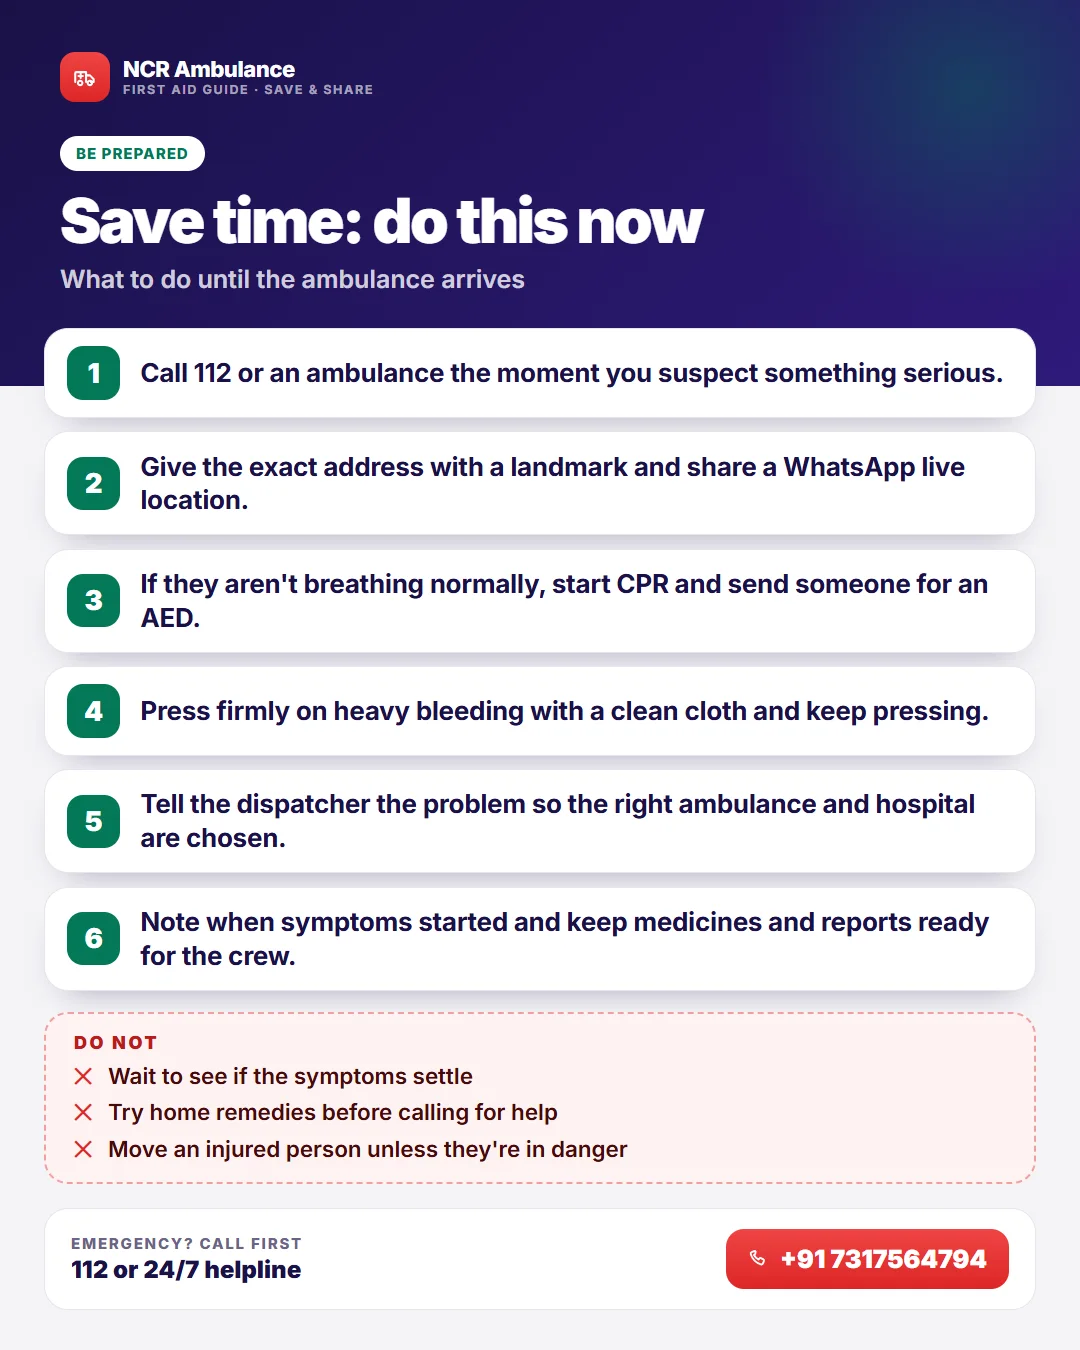 NCR Ambulance
FIRST AID GUIDE · SAVE & SHARE
BE PREPARED
Save time: do this now
What to do until the ambulance arrives
1
Call 112 or an ambulance the moment you suspect something serious.
2
Give the exact address with a landmark and share a WhatsApp live
location.
3
If they aren't breathing normally, start CPR and send someone for an
AED.
4
Press firmly on heavy bleeding with a clean cloth and keep pressing.
5
Tell the dispatcher the problem so the right ambulance and hospital
are chosen.
6
Note when symptoms started and keep medicines and reports ready
for the crew.
DO NOT
Wait to see if the symptoms settle
Try home remedies before calling for help
Move an injured person unless they're in danger
EMERGENCY? CALL FIRST
112 or 24/7 helpline
+91 7317564794